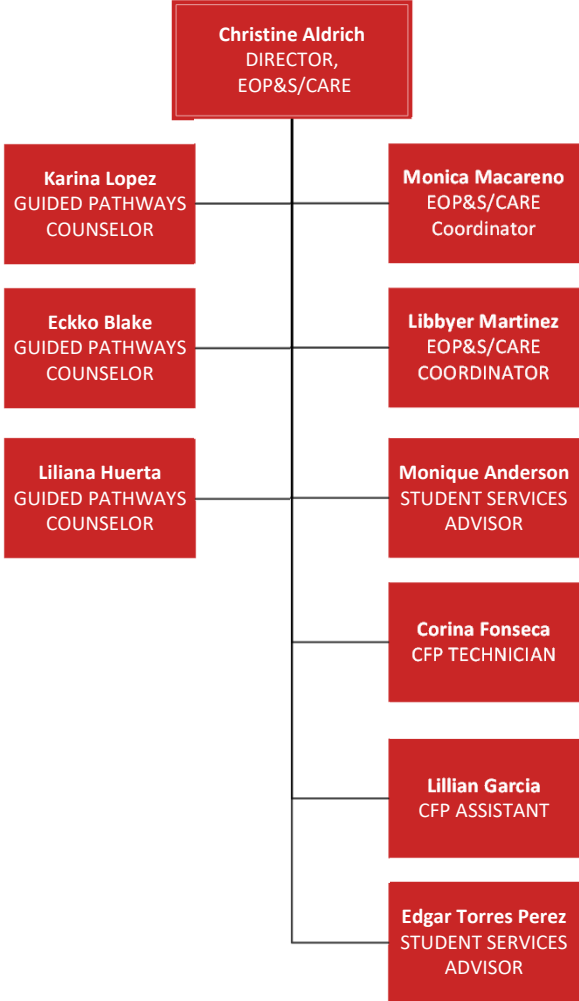 Christine Aldrich
DIRECTOR,
EOP&S/CARE
Karina Lopez
GUIDED PATHWAYS
COUNSELOR
Monica Macareno
EOP&S/CARE
Coordinator
Eckko Blake
GUIDED PATHWAYS
COUNSELOR
Libbyer Martinez
EOP&S/CARE
COORDINATOR
Liliana Huerta
GUIDED PATHWAYS
COUNSELOR
Monique Anderson
STUDENT SERVICES
ADVISOR
Corina Fonseca
CFP TECHNICIAN
Lillian Garcia
CFP ASSISTANT
Edgar Torres Perez
STUDENT SERVICES
ADVISOR